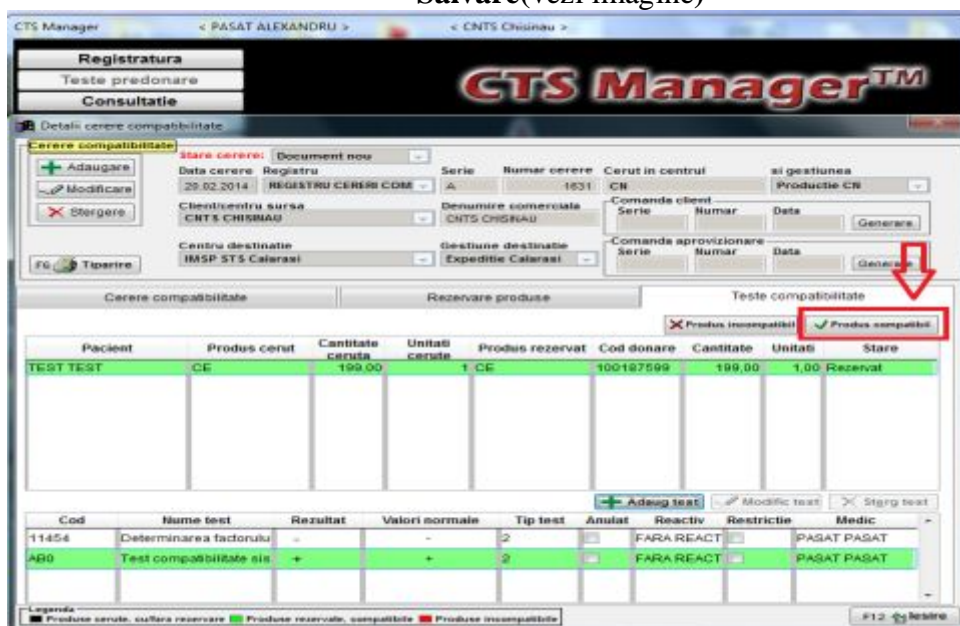 Salvare(vezi imagine)
CTS Manager < PASAT ALEXANDRU > < CNTS Chisinau >
Registratura
Teste predonare
Consultatie
CTS Manager™
Detalii cerere compatibilitate
Cerere compatibilitate
Stare cerere: Document nou
Adaugare
Modificare
Stergere
F6 Tiparire
Data cerere Registru Serie Numar cerere Cerut in centrul si gestiunea
29.02.2014 REGISTRU CERERI COM A 1631 CN Productie CN
Client/centru sursa Denumire comerciala Comanda client
CNTS CHISINAU CNTS CHISINAU Serie Numar Data Generare
Centru destinatie Gestiune destinatie Comanda aprovizionare
IMSP STS Calarasi Expeditie Calarasi Serie Numar Data Generare
Cerere compatibilitate Rezervare produse Teste compatibilitate
Produs incompatibil Produs compatibil
Pacient Produs cerut Cantitate ceruta Unitati cerute Produs rezervat Cod donare Cantitate Unitati Stare
TEST TEST CE 199,00 1 CE 100187599 199,00 1,00 Rezervat
Adaug test Modific test Sterg test
Cod Nume test Rezultat Valori normale Tip test Anulat Reactiv Restrictie Medic
11454 Determinarea factorului - - 2 FARA REACT PASAT PASAT
AB0 Test compatibilitate sis + + 2 FARA REACT PASAT PASAT
Legenda
Produse cerute, cu/fara rezervare Produse rezervate, compatibile Produse incompatibile
F12 Iesire